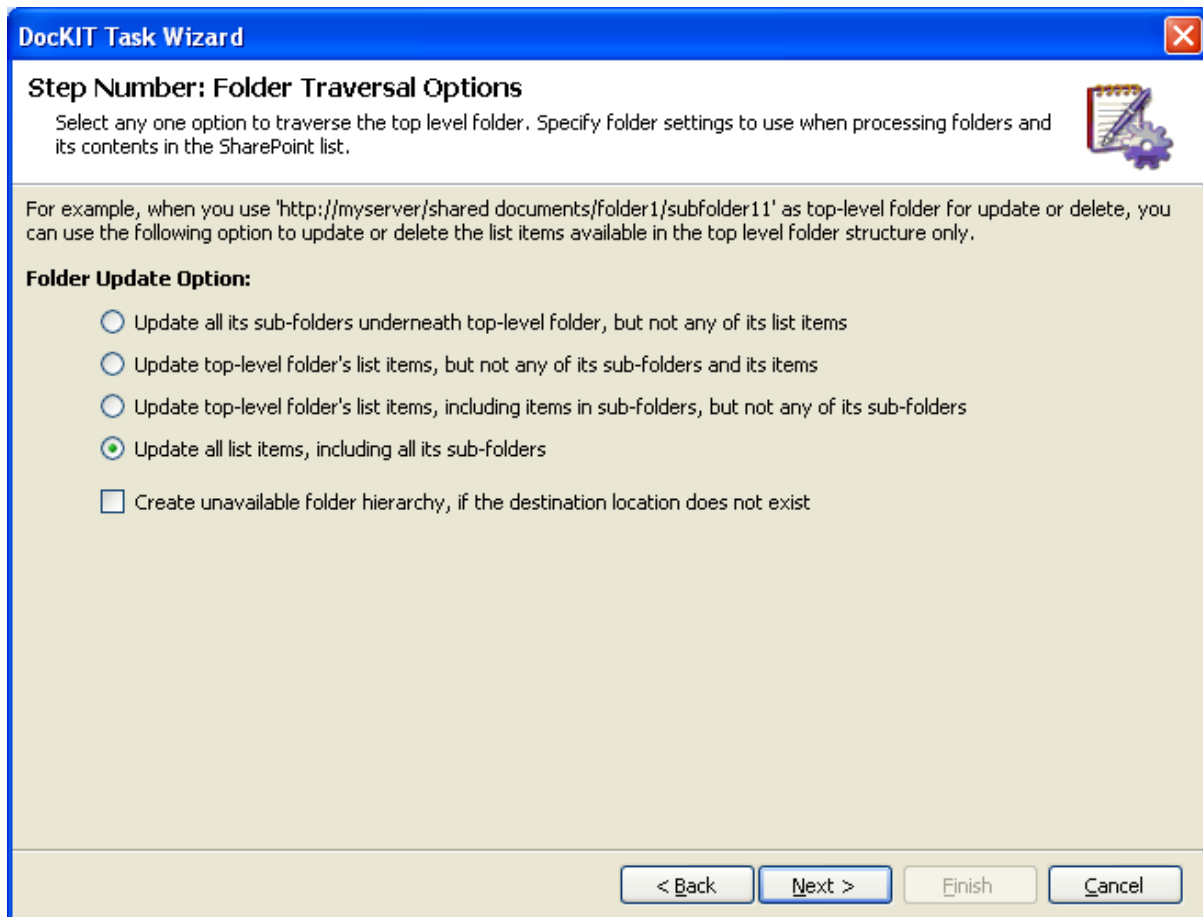 DocKIT Task Wizard
Step Number: Folder Traversal Options
Select any one option to traverse the top level folder. Specify folder settings to use when processing folders and
its contents in the SharePoint list.
For example, when you use 'http://myserver/shared documents/folder1/subfolder11' as top-level folder for update or delete, you
can use the following option to update or delete the list items available in the top level folder structure only.
Folder Update Option:
Update all its sub-folders underneath top-level folder, but not any of its list items
Update top-level folder's list items, but not any of its sub-folders and its items
Update top-level folder's list items, including items in sub-folders, but not any of its sub-folders
Update all list items, including all its sub-folders
Create unavailable folder hierarchy, if the destination location does not exist
< Back Next > Finish Cancel